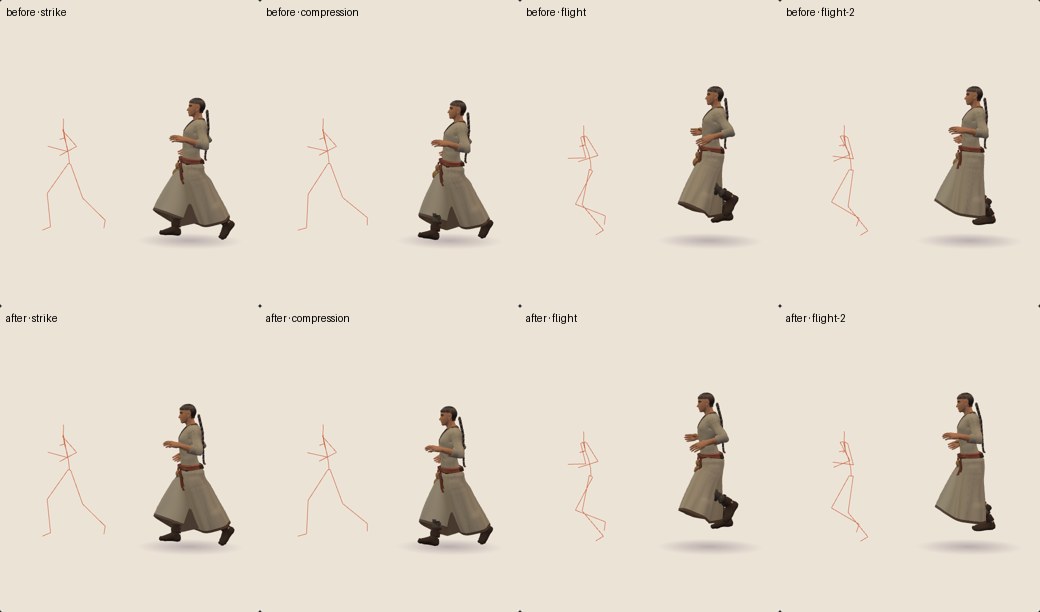 before · strike
before · compression
before · flight
before · flight-2
after · strike
after · compression
after · flight
after · flight-2